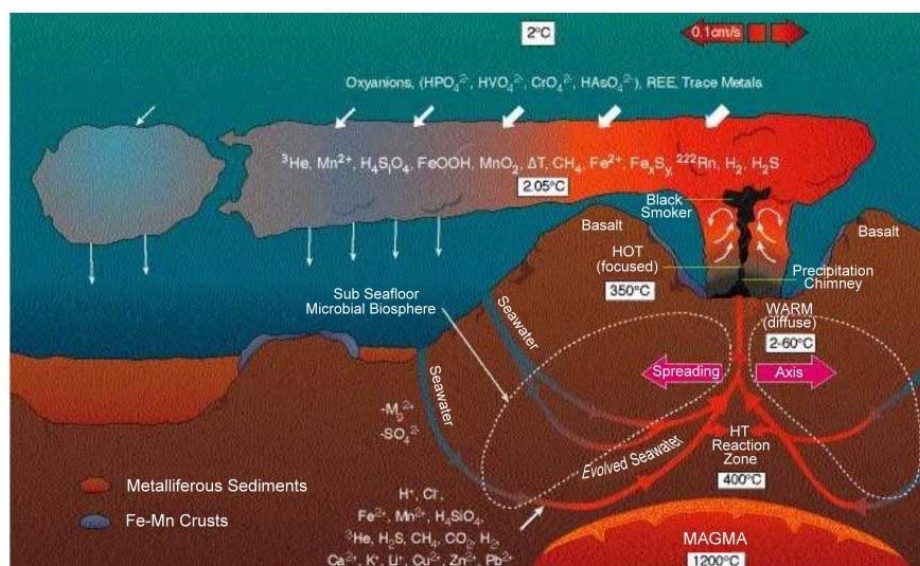 2°C
0.1cm/s
Oxyanions, (HPO₄²⁻, HVO₄²⁻, CrO₄²⁻, HAsO₄²⁻), REE, Trace Metals
³He, Mn²⁺, H₄SᵢO₄, FeOOH, MnO₂, ΔT, CH₄, Fe²⁺, FeₓSᵧ, ²²²Rn, H₂, H₂S
2.05°C
Black
Smoker
Basalt
Basalt
HOT
(focused)
350°C
Precipitation
Chimney
Sub Seafloor
Microbial Biosphere
WARM
(diffuse)
2-60°C
Seawater
Seawater
Spreading
Axis
-Mg²⁺
-SO₄²⁻
Evolved Seawater
HT
Reaction
Zone
400°C
Metalliferous Sediments
Fe-Mn Crusts
H⁺, Cl⁻,
Fe²⁺, Mn²⁺, H₄SiO₄,
³He, H₂S, CH₄, CO₂, H₂,
Ca²⁺, K⁺, Li⁺, Cu²⁺, Zn²⁺, Pb²⁺
MAGMA
1200°C